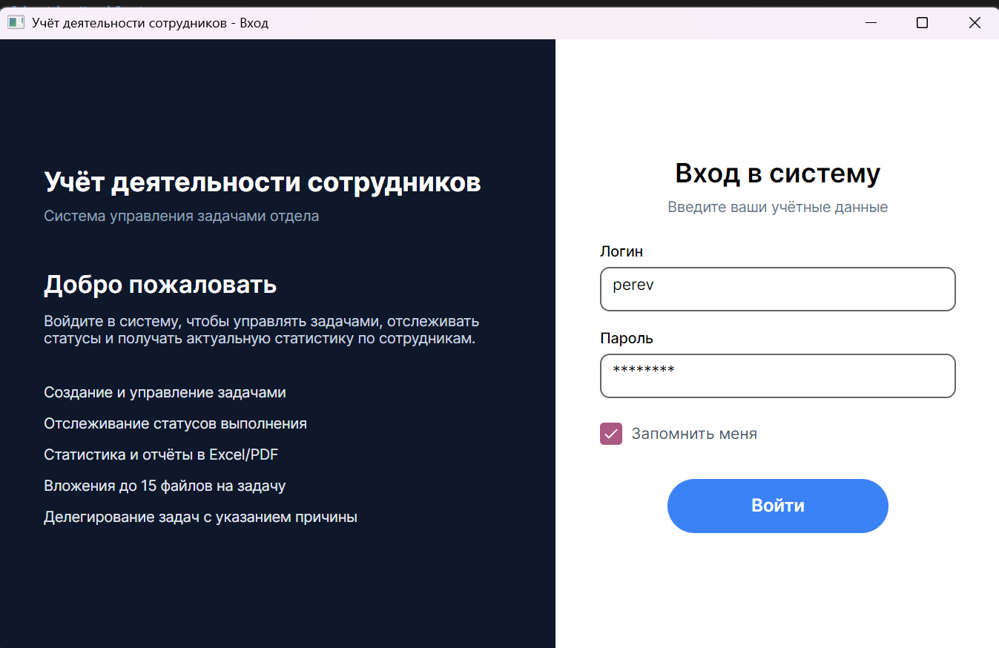 Учёт деятельности сотрудников - Вход
Учёт деятельности сотрудников
Система управления задачами отдела
Добро пожаловать
Войдите в систему, чтобы управлять задачами, отслеживать
статусы и получать актуальную статистику по сотрудникам.
Создание и управление задачами
Отслеживание статусов выполнения
Статистика и отчёты в Excel/PDF
Вложения до 15 файлов на задачу
Делегирование задач с указанием причины
Вход в систему
Введите ваши учётные данные
Логин
perev
Пароль
********
Запомнить меня
Войти